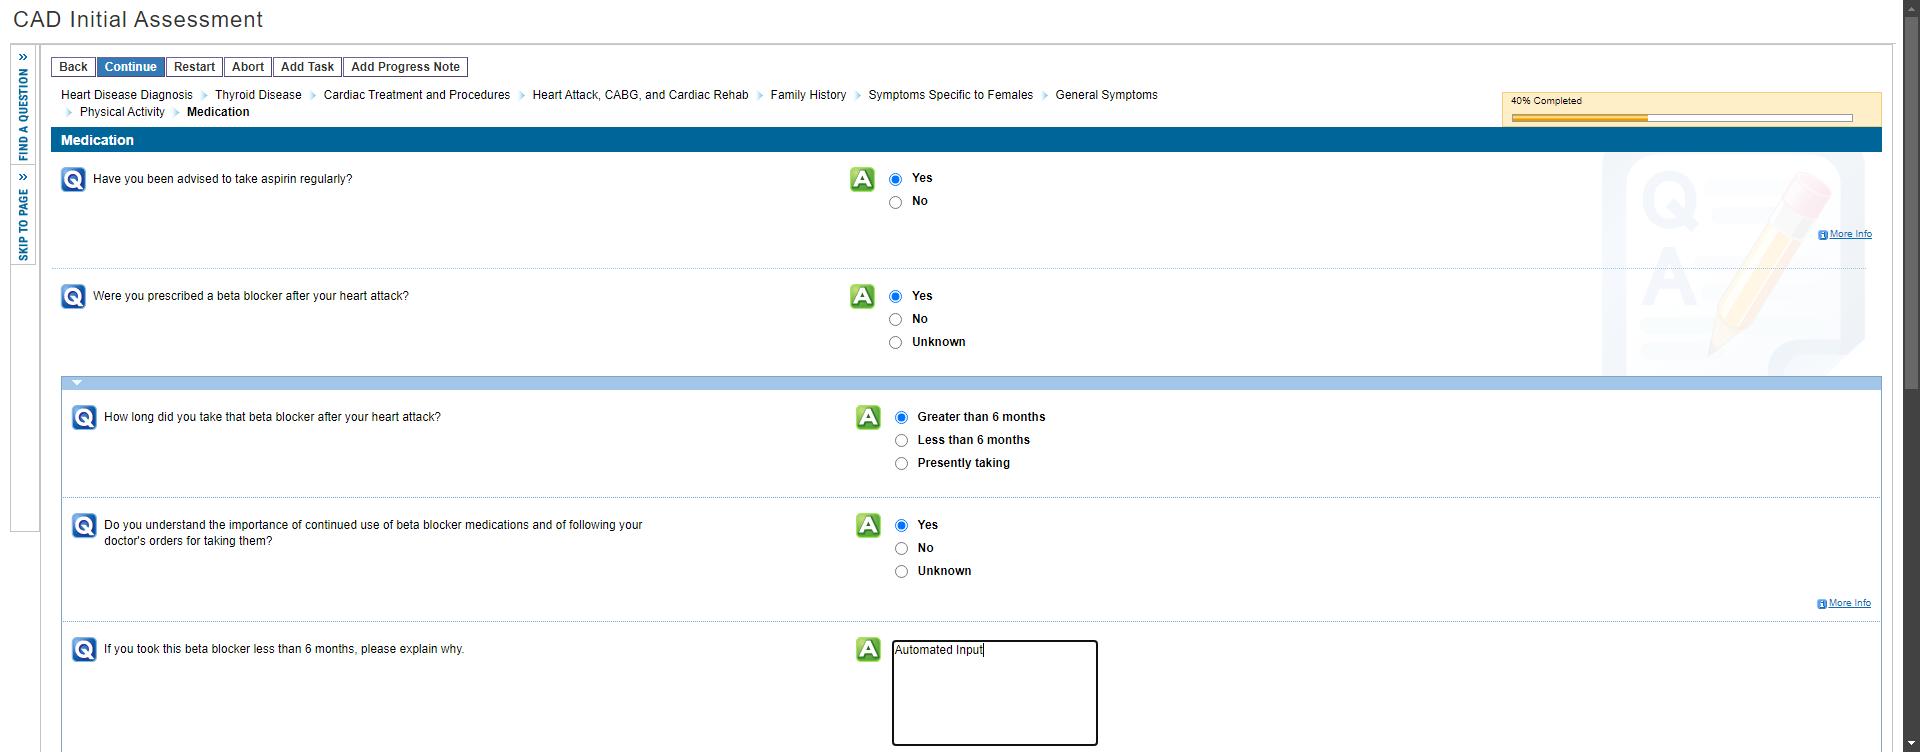 CAD Initial Assessment
FIND A QUESTION
SKIP TO PAGE
Back Continue Restart Abort Add Task Add Progress Note
Heart Disease Diagnosis Thyroid Disease Cardiac Treatment and Procedures Heart Attack, CABG, and Cardiac Rehab Family History Symptoms Specific to Females General Symptoms
Physical Activity Medication
40% Completed
Medication
Q Have you been advised to take aspirin regularly? A Yes
No
More Info
Q Were you prescribed a beta blocker after your heart attack? A Yes
No
Unknown
Q How long did you take that beta blocker after your heart attack? A Greater than 6 months
Less than 6 months
Presently taking
Q Do you understand the importance of continued use of beta blocker medications and of following your
doctor's orders for taking them?
A Yes
No
Unknown
More Info
Q If you took this beta blocker less than 6 months, please explain why. A Automated Input
Q
A